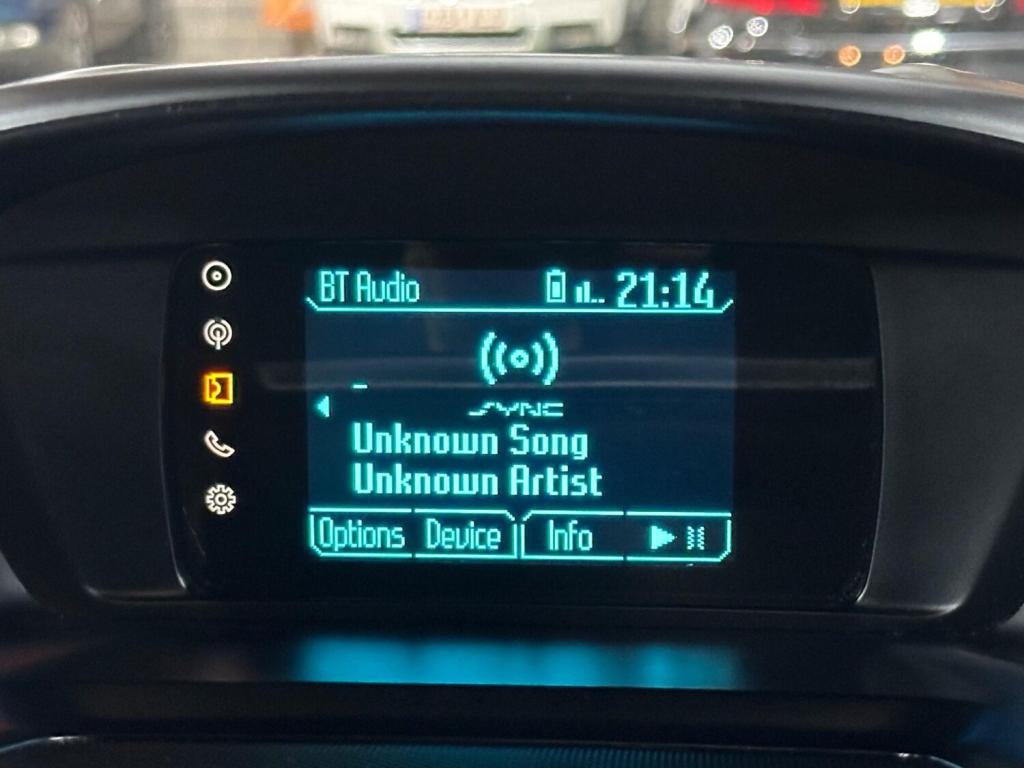 BT Audio 21:14
SYNC
Unknown Song
Unknown Artist
Options Device Info